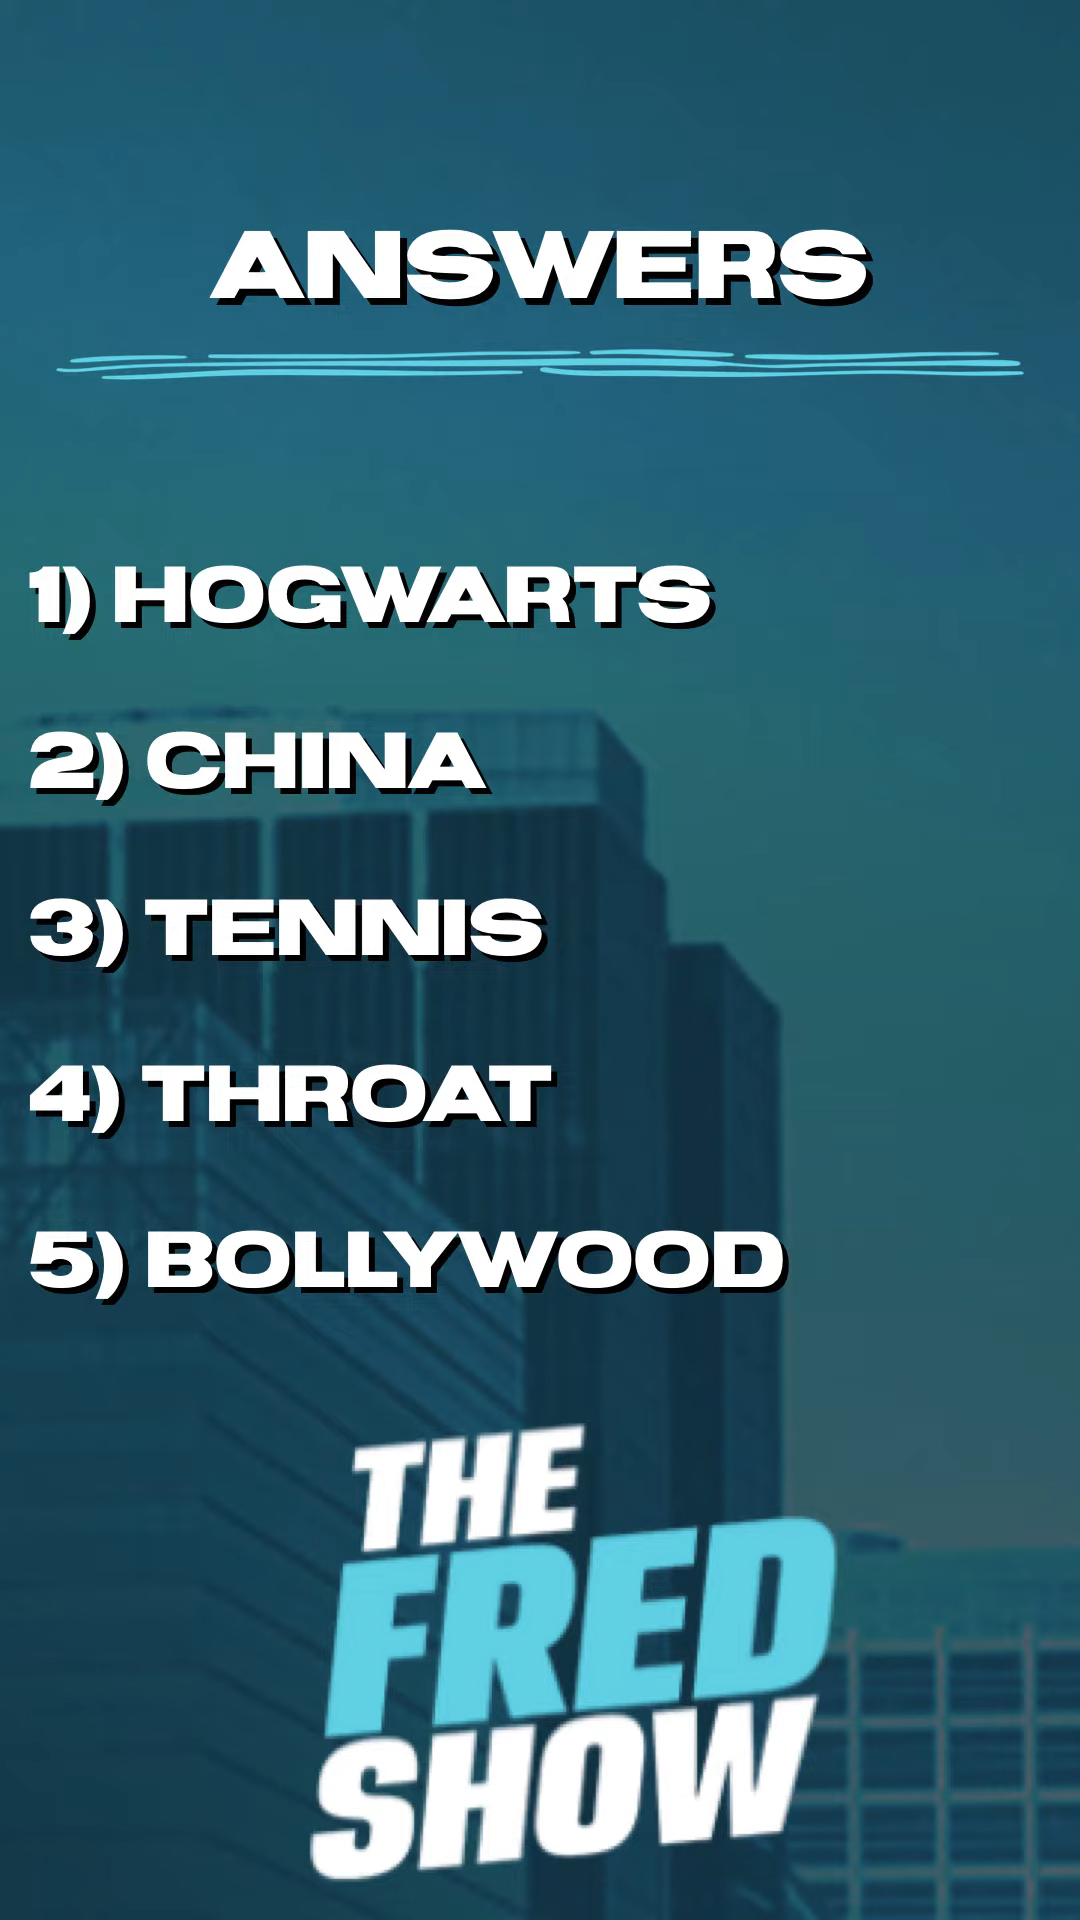 ANSWERS
1) HOGWARTS
2) CHINA
3) TENNIS
4) THROAT
5) BOLLYWOOD
THE
FRED
SHOW